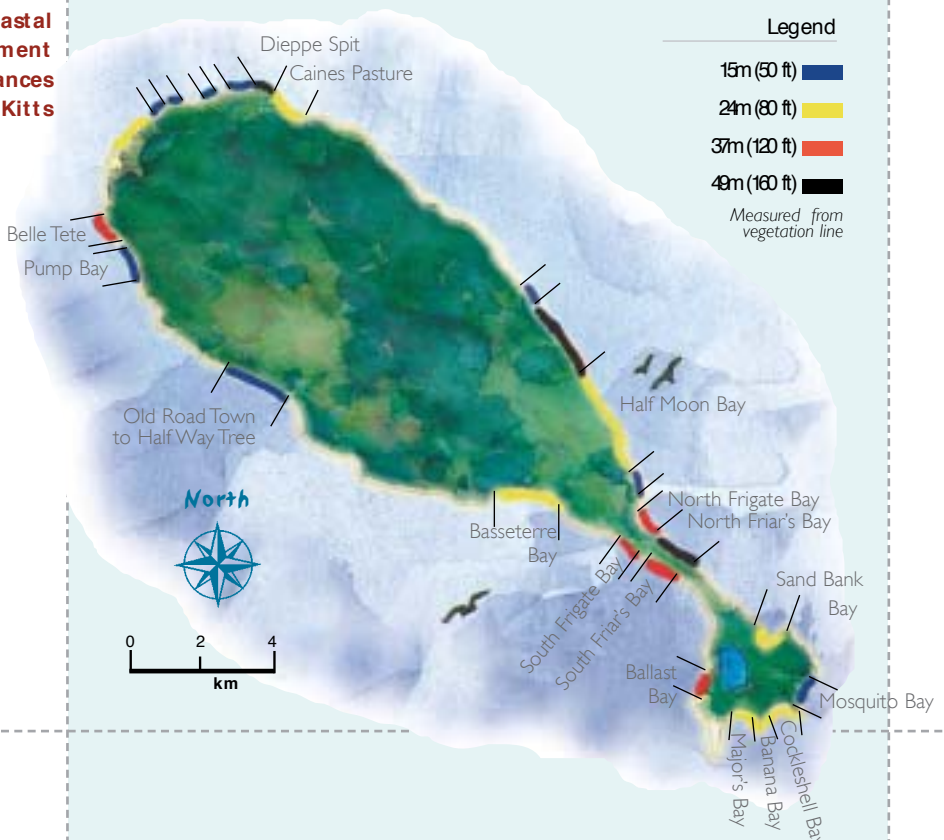 astal
ment
ances
Kitts
Legend
15m (50 ft)
24m (80 ft)
37m (120 ft)
49m (160 ft)
Measured from
vegetation line
Dieppe Spit
Caines Pasture
Belle Tete
Pump Bay
Old Road Town
to Half Way Tree
Half Moon Bay
North
Basseterre
Bay
North Frigate Bay
North Friar's Bay
South Frigate Bay
South Friar's Bay
Sand Bank
Bay
Ballast
Bay
Mosquito Bay
Major's Bay
Banana Bay
Cockleshell Ba
0 2 4
km